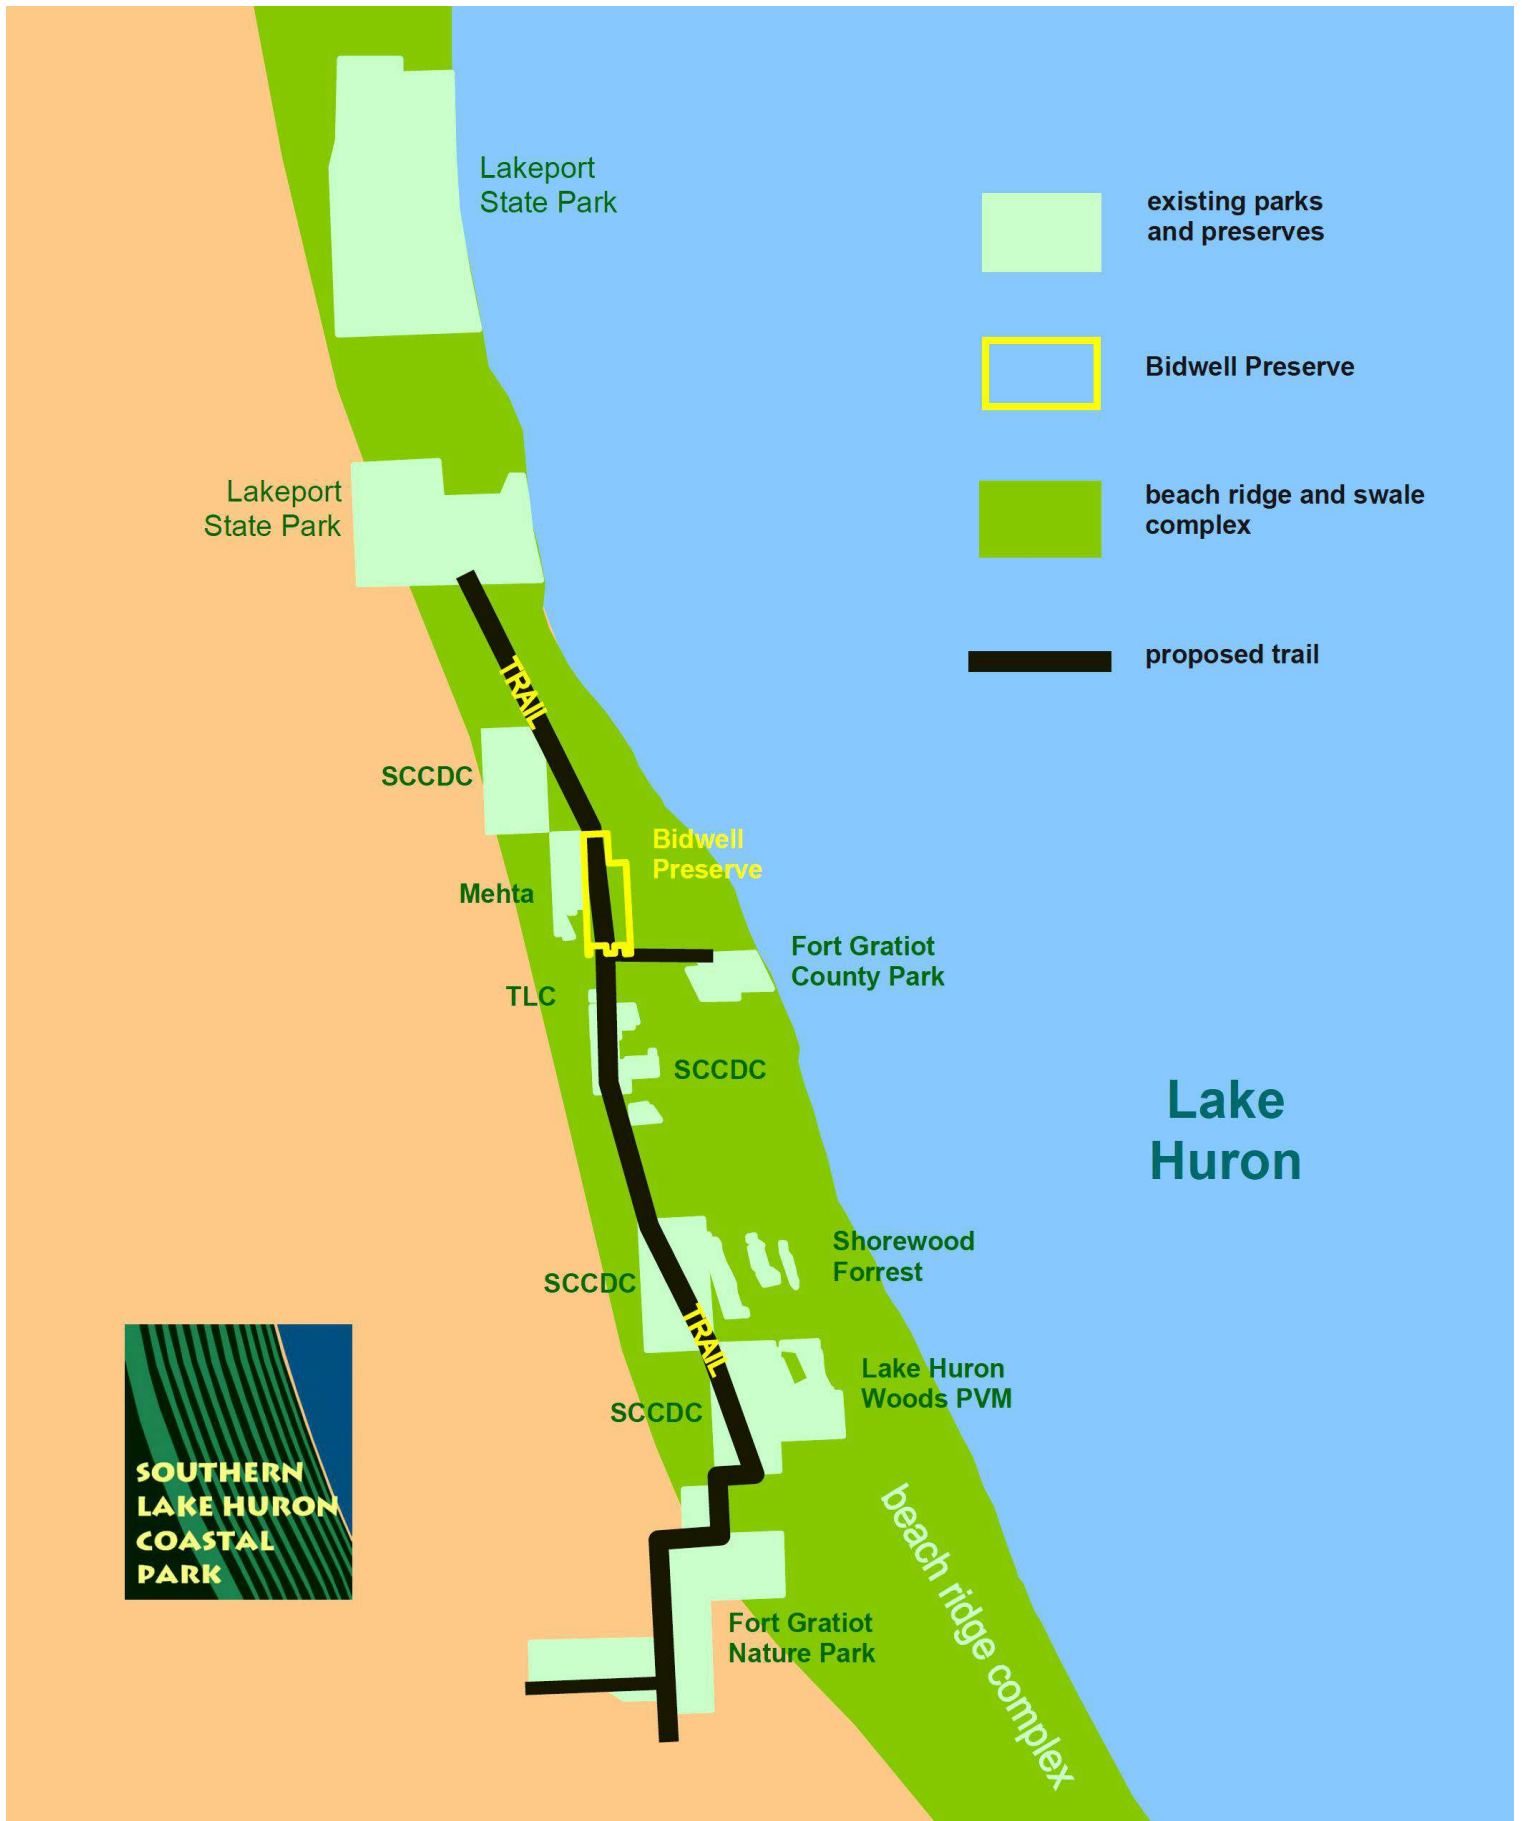 Lakeport
State Park
existing parks
and preserves
Bidwell Preserve
beach ridge and swale
complex
proposed trail
Lakeport
State Park
TRAIL
SCCDC
Bidwell
Preserve
Mehta
Fort Gratiot
County Park
TLC
SCCDC
Lake
Huron
Shorewood
Forrest
SCCDC
TRAIL
Lake Huron
Woods PVM
SCCDC
SOUTHERN
LAKE HURON
COASTAL
PARK
beach ridge complex
Fort Gratiot
Nature Park